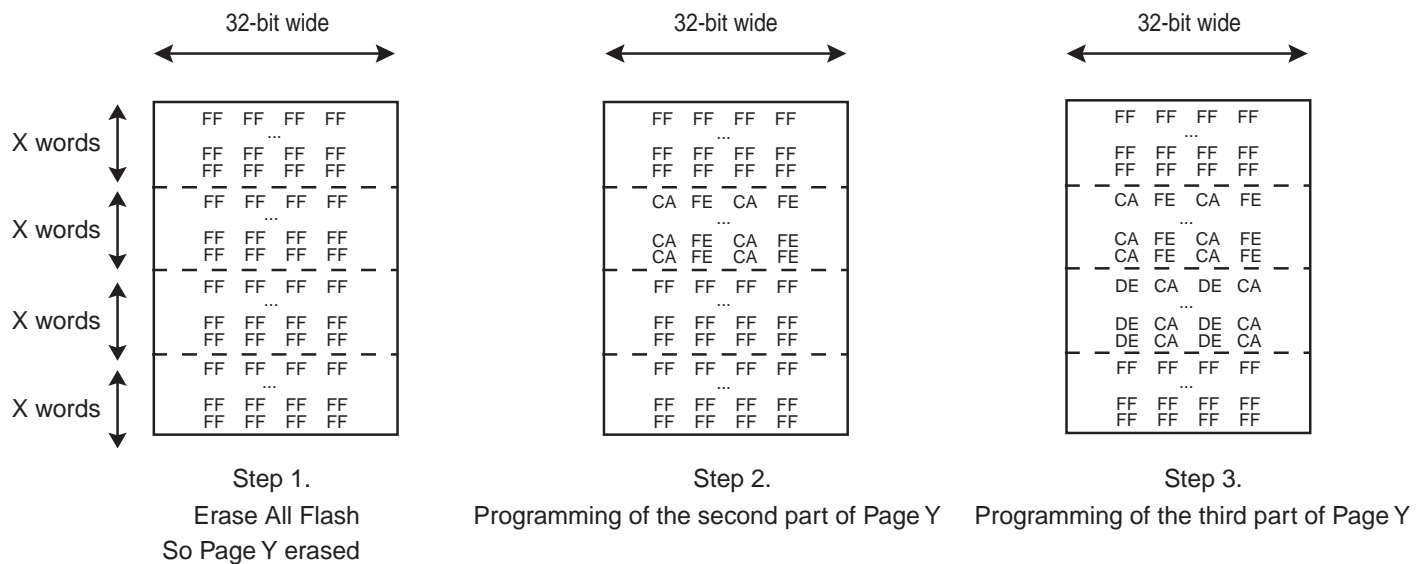 32-bit wide 32-bit wide 32-bit wide
X words
X words
X words
X words
FF FF FF FF
...
FF FF FF FF
FF FF FF FF
FF FF FF FF
...
FF FF FF FF
FF FF FF FF
FF FF FF FF
...
FF FF FF FF
FF FF FF FF
FF FF FF FF
...
FF FF FF FF
FF FF FF FF
Step 1.
Erase All Flash
So Page Y erased
FF FF FF FF
...
FF FF FF FF
FF FF FF FF
CA FE CA FE
...
CA FE CA FE
CA FE CA FE
FF FF FF FF
...
FF FF FF FF
FF FF FF FF
FF FF FF FF
...
FF FF FF FF
FF FF FF FF
Step 2.
Programming of the second part of Page Y
FF FF FF FF
...
FF FF FF FF
FF FF FF FF
CA FE CA FE
...
CA FE CA FE
CA FE CA FE
DE CA DE CA
...
DE CA DE CA
DE CA DE CA
FF FF FF FF
...
FF FF FF FF
FF FF FF FF
Step 3.
Programming of the third part of Page Y